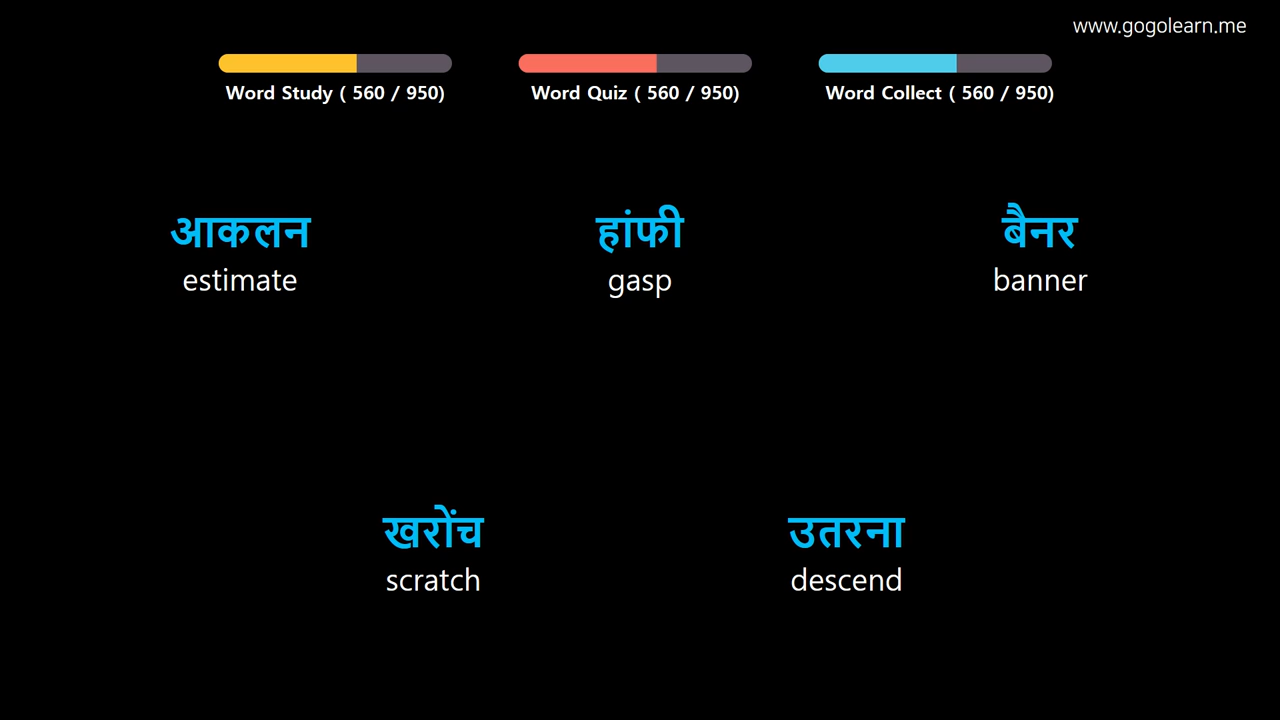 www.gogolearn.me
Word Study ( 560 / 950)
Word Quiz ( 560 / 950)
Word Collect ( 560 / 950)
आकलन
estimate
हांफी
gasp
बैनर
banner
खरोंच
scratch
उतरना
descend